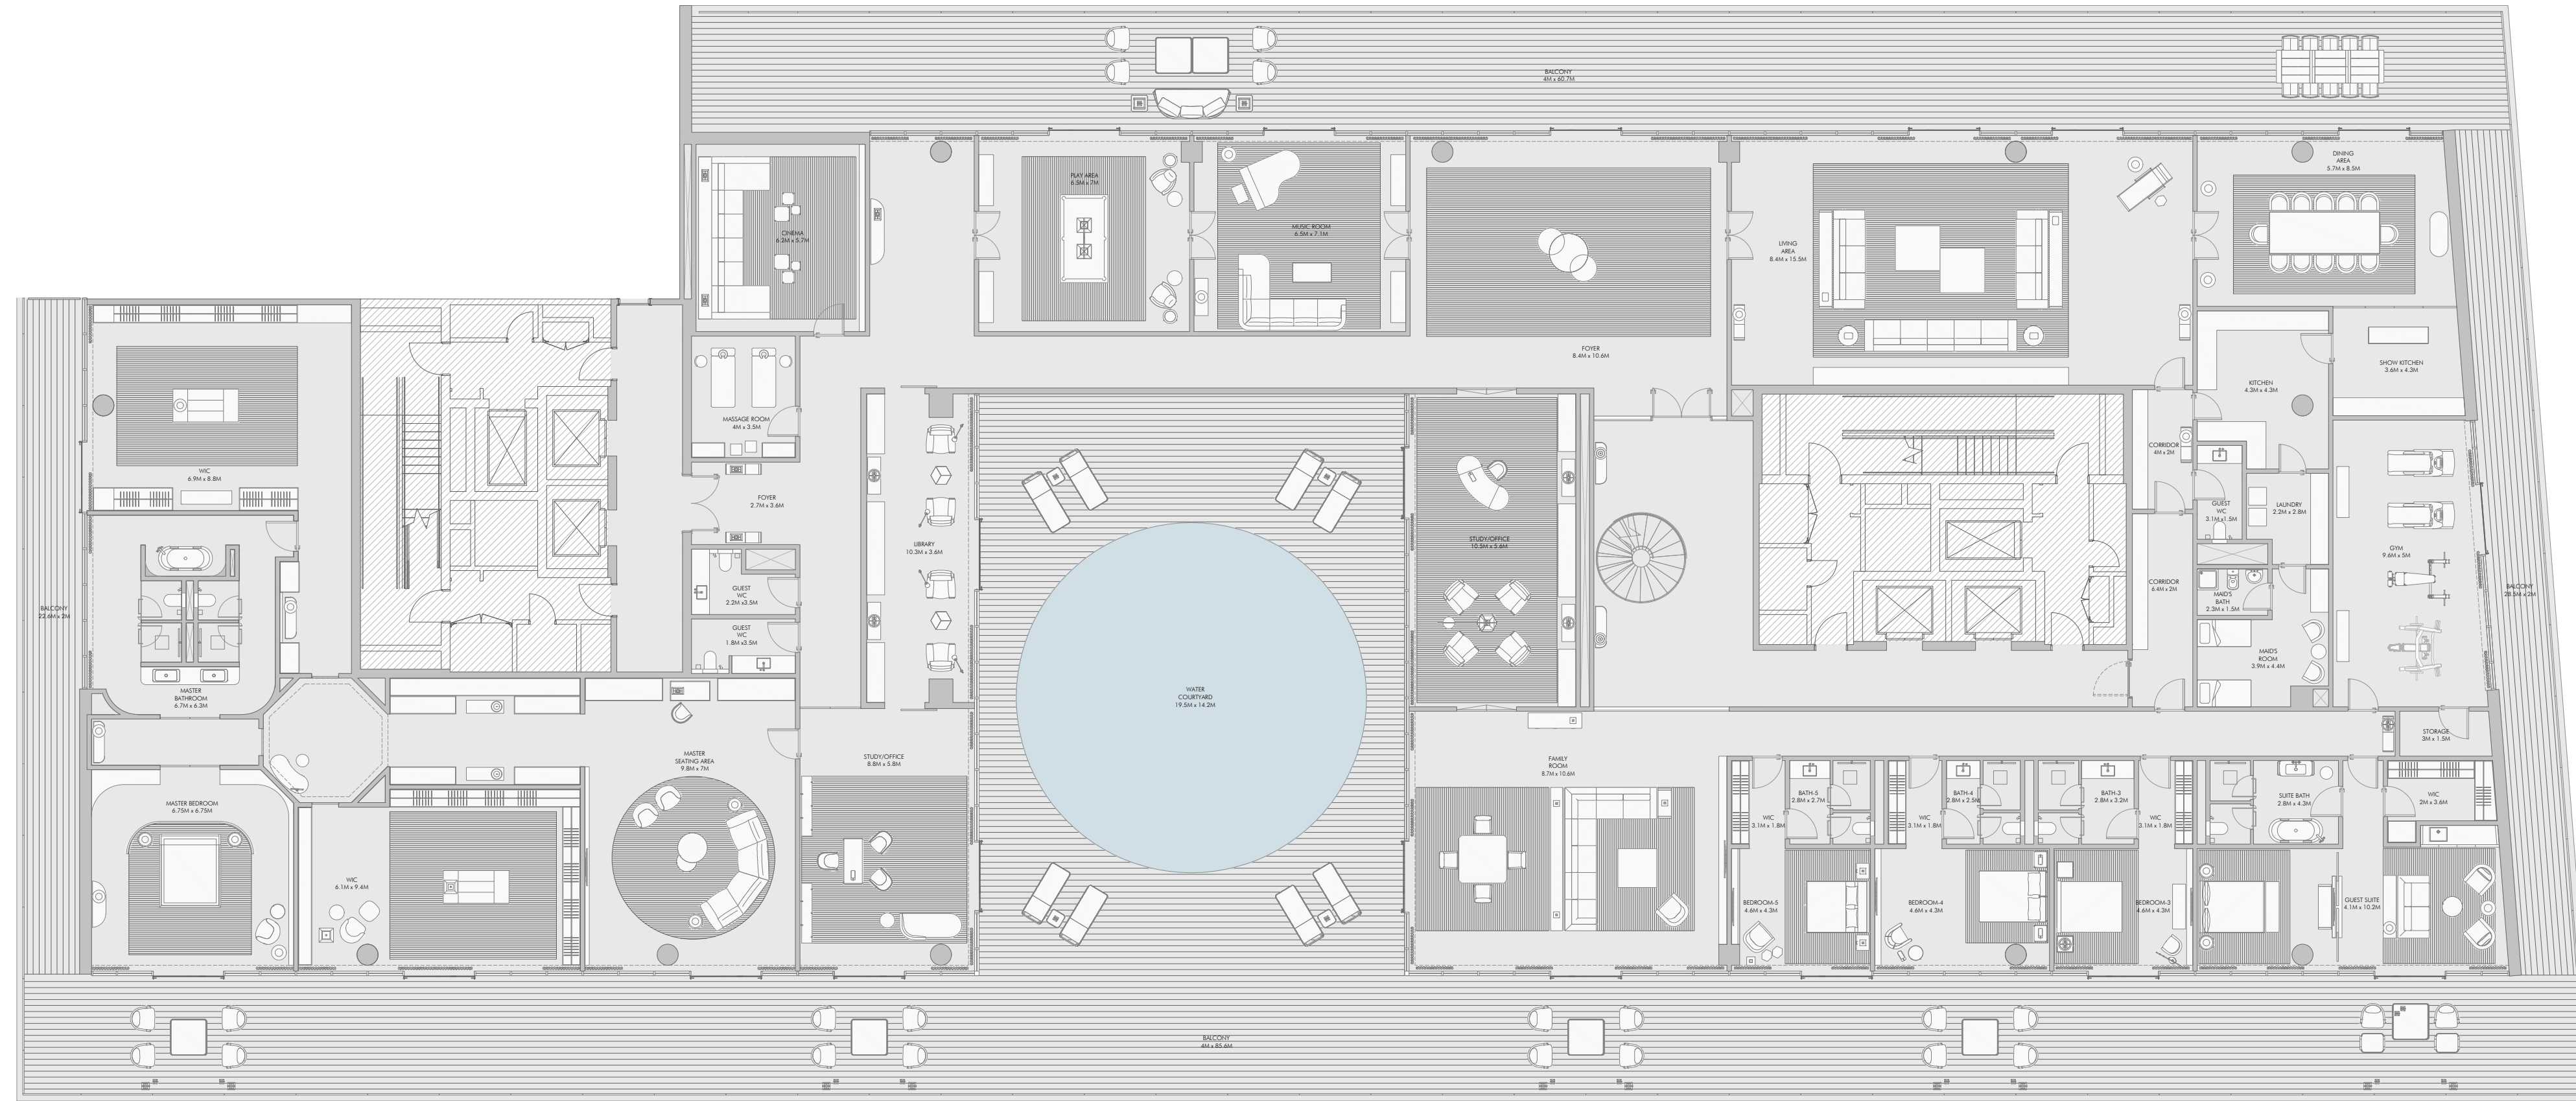 BALCONY
4M x 60.7M
DINING
AREA
5.7M x 8.5M
PLAY AREA
6.5M x 7M
CINEMA
6.2M x 5.7M
MUSIC ROOM
6.5M x 7.1M
LIVING
AREA
8.4M x 15.5M
FOYER
8.4M x 10.6M
SHOW KITCHEN
3.6M x 4.3M
KITCHEN
4.3M x 4.3M
MASSAGE ROOM
4M x 3.5M
CORRIDOR
4M x 2M
WIC
6.9M x 8.8M
FOYER
2.7M x 3.6M
GUEST
WC
3.1M x1.5M
LAUNDRY
2.2M x 2.8M
LIBRARY
10.3M x 3.6M
STUDY/OFFICE
10.5M x 5.6M
GYM
9.6M x 5M
CORRIDOR
6.4M x 2M
BALCONY
28.5M x 2M
GUEST
WC
2.2M x3.5M
MAID'S
BATH
2.3M x 1.5M
BALCONY
22.6M x 2M
GUEST
WC
1.8M x3.5M
MAID'S
ROOM
3.9M x 4.4M
MASTER
BATHROOM
6.7M x 6.3M
WATER
COURTYARD
19.5M x 14.2M
STORAGE
3M x 1.5M
MASTER
SEATING AREA
9.8M x 7M
STUDY/OFFICE
8.8M x 5.8M
FAMILY
ROOM
8.7M x 10.6M
MASTER BEDROOM
6.75M x 6.75M
BATH-5
2.8M x 2.7M
BATH-4
2.8M x 2.5M
BATH-3
2.8M x 3.2M
SUITE BATH
2.8M x 4.3M
WIC
2M x 3.6M
WIC
3.1M x 1.8M
WIC
3.1M x 1.8M
WIC
3.1M x 1.8M
WIC
6.1M x 9.4M
BEDROOM-5
4.6M x 4.3M
BEDROOM-4
4.6M x 4.3M
BEDROOM-3
4.6M x 4.3M
GUEST SUITE
4.1M x 10.2M
BALCONY
4M x 85.6M